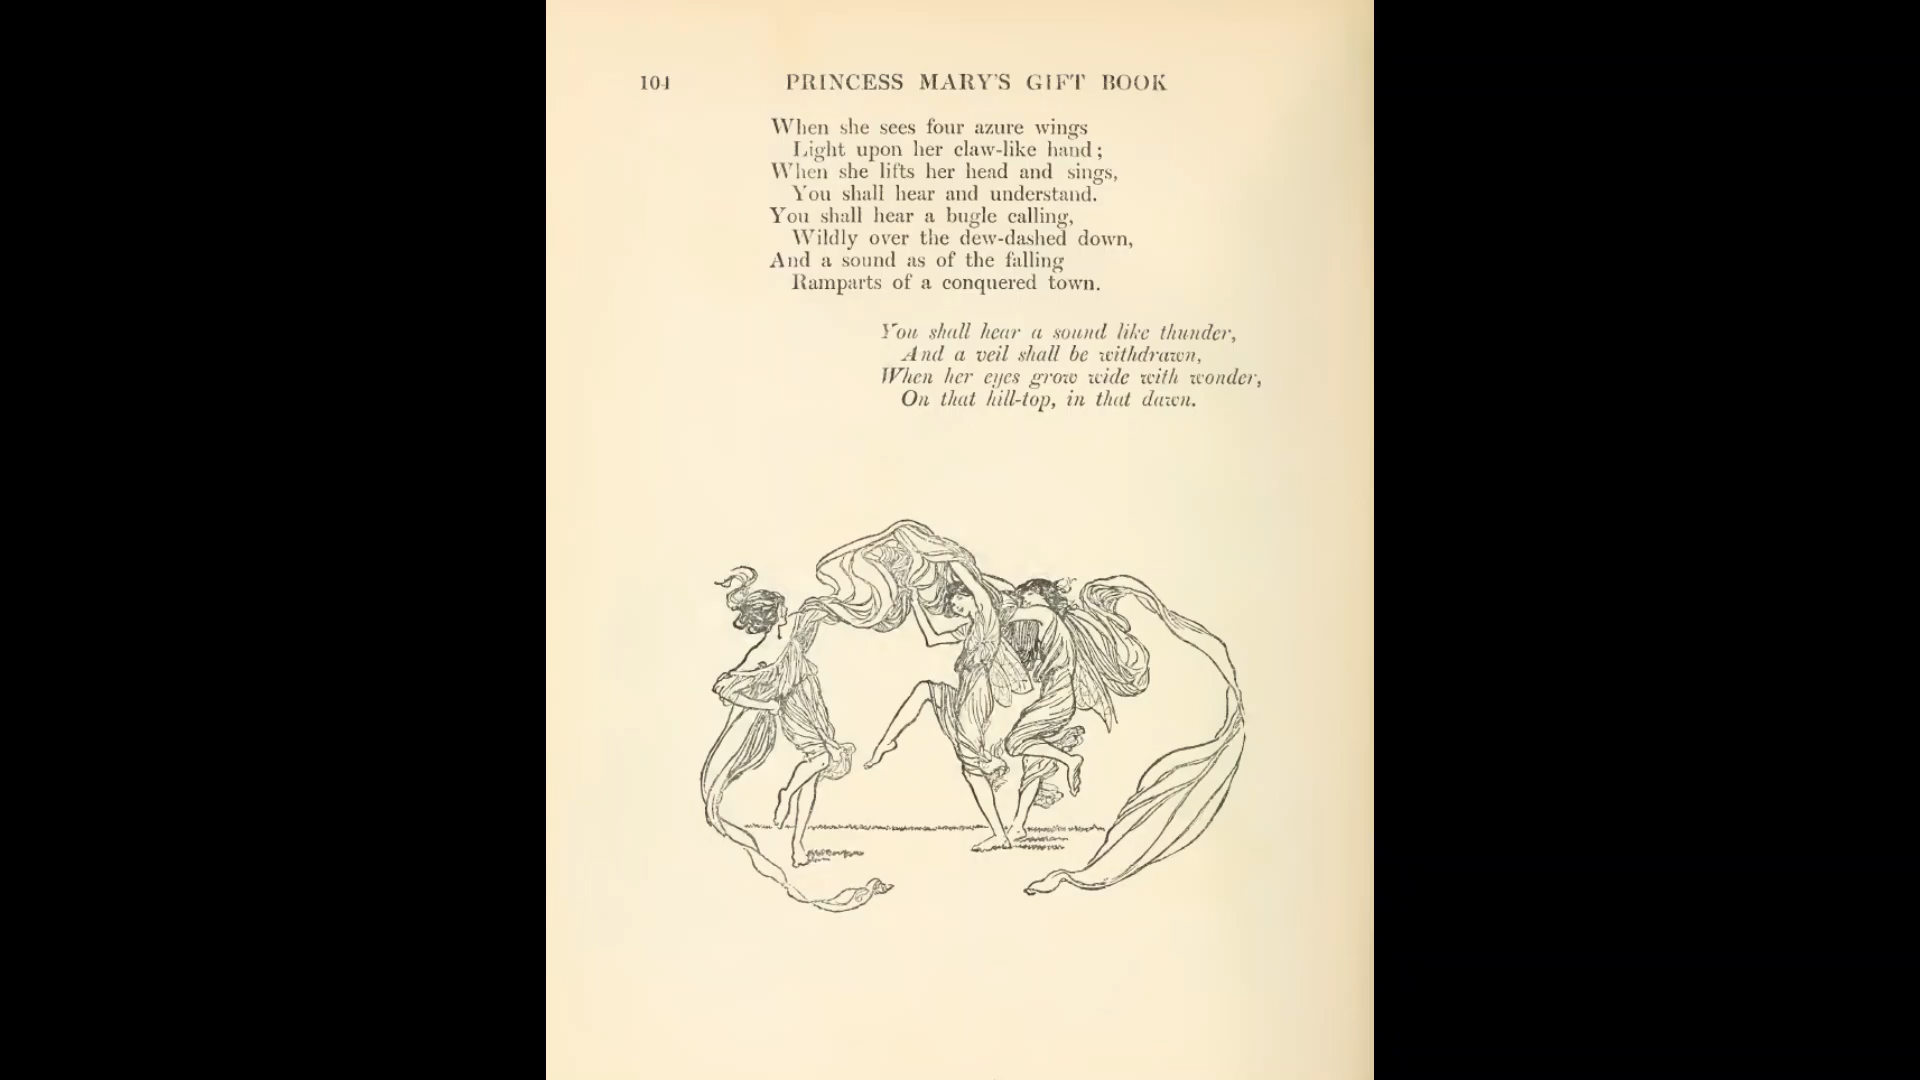 104 PRINCESS MARY'S GIFT BOOK
When she sees four azure wings
Light upon her claw-like hand;
When she lifts her head and sings,
You shall hear and understand.
You shall hear a bugle calling,
Wildly over the dew-dashed down,
And a sound as of the falling
Ramparts of a conquered town.
You shall hear a sound like thunder,
And a veil shall be withdrawn,
When her eyes grow wide with wonder,
On that hill-top, in that dawn.